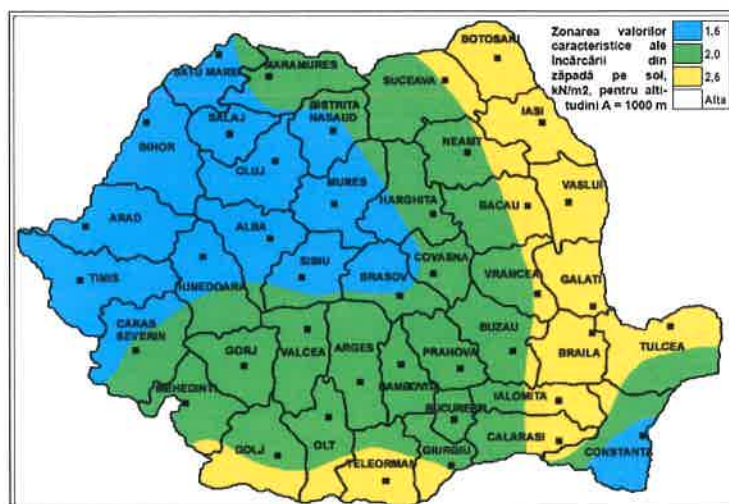 Zonarea valorilor
caracteristice ale
încărcării din
zăpadă pe sol,
kN/m2, pentru alti-
tudini A = 1000 m
1,6
2,0
2,6
Alta
BOTOSANI
SATU MARE
MARAMURES
SUCEAVA
IASI
SALAJ
BISTRITA
NASAUD
BIHOR
NEAMT
CLUJ
MURES
HARGHITA
BACAU
VASLUI
ARAD
ALBA
TIMIS
HUNEDOARA
SIBIU
BRASOV
COVASNA
VRANCEA
GALATI
CARAS
SEVERIN
GORJ
VALCEA
ARGES
PRAHOVA
BUZAU
BRAILA
TULCEA
MEHEDINTI
DAMBOVITA
BUCURESTI
IALOMITA
DOLJ
OLT
TELEORMAN
GIURGIU
CALARASI
CONSTANTA